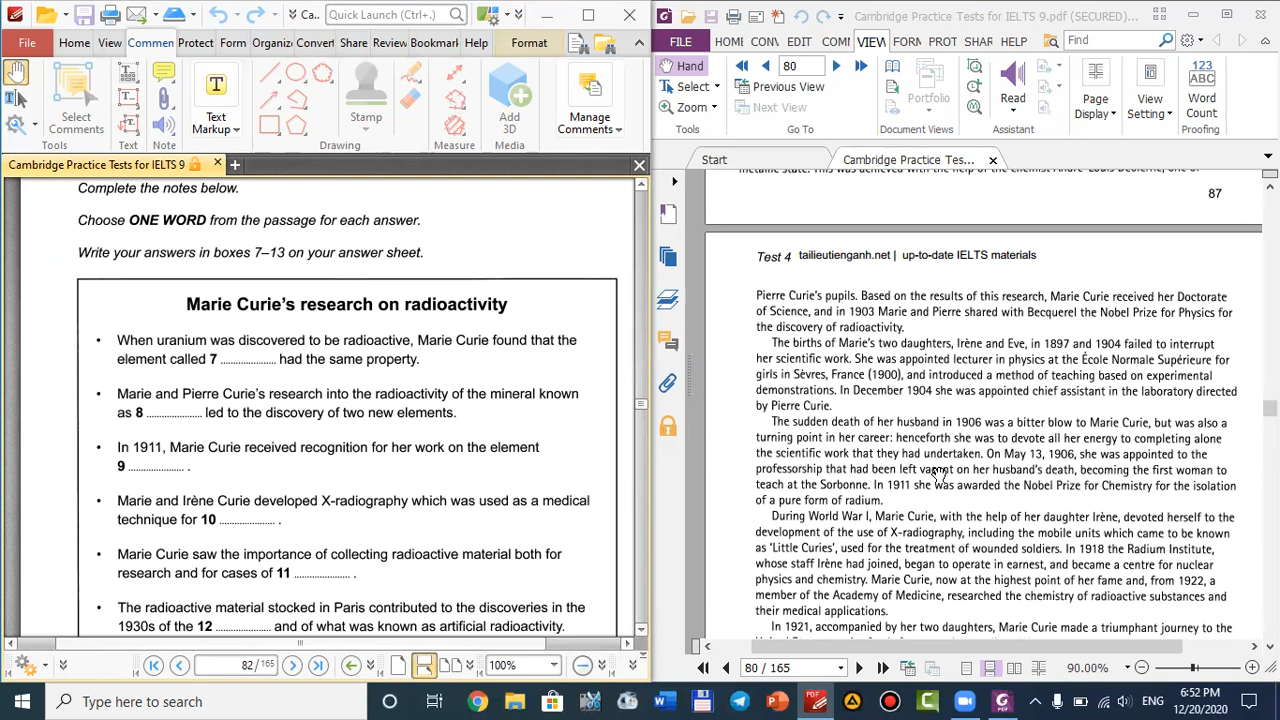 Ca...
Quick Launch (Ctrl + .)
File Home View Commen Protect Form Organiz Convert Share Review Bookmark Help Format
Select Comments
Text Markup
Stamp
Add 3D
Manage Comments
Tools Note Drawing Measure Media
Cambridge Practice Tests for IELTS 9
Complete the notes below.
Choose ONE WORD from the passage for each answer.
Write your answers in boxes 7–13 on your answer sheet.
Marie Curie's research on radioactivity
• When uranium was discovered to be radioactive, Marie Curie found that the
element called 7 .................... had the same property.
• Marie and Pierre Curie's research into the radioactivity of the mineral known
as 8 .................... led to the discovery of two new elements.
• In 1911, Marie Curie received recognition for her work on the element
9 .................... .
• Marie and Irène Curie developed X-radiography which was used as a medical
technique for 10 .................... .
• Marie Curie saw the importance of collecting radioactive material both for
research and for cases of 11 .................... .
• The radioactive material stocked in Paris contributed to the discoveries in the
1930s of the 12 .................... and of what was known as artificial radioactivity.
82 / 165
100%
Cambridge Practice Tests for IELTS 9.pdf (SECURED) ...
FILE HOME CONV EDIT COMI VIEW FORM PROT SHAR HELP Find
Hand
Select
Zoom
80
Previous View
Next View
Portfolio
Read
Page Display
View Setting
123
ABC
Word Count
Tools Go To Document Views Assistant Proofing
Start
Cambridge Practice Tes...
87
Test 4 tailieutienganh.net | up-to-date IELTS materials
Pierre Curie's pupils. Based on the results of this research, Marie Curie received her Doctorate
of Science, and in 1903 Marie and Pierre shared with Becquerel the Nobel Prize for Physics for
the discovery of radioactivity.
The births of Marie's two daughters, Irène and Eve, in 1897 and 1904 failed to interrupt
her scientific work. She was appointed lecturer in physics at the École Normale Supérieure for
girls in Sèvres, France (1900), and introduced a method of teaching based on experimental
demonstrations. In December 1904 she was appointed chief assistant in the laboratory directed
by Pierre Curie.
The sudden death of her husband in 1906 was a bitter blow to Marie Curie, but was also a
turning point in her career: henceforth she was to devote all her energy to completing alone
the scientific work that they had undertaken. On May 13, 1906, she was appointed to the
professorship that had been left vacant on her husband's death, becoming the first woman to
teach at the Sorbonne. In 1911 she was awarded the Nobel Prize for Chemistry for the isolation
of a pure form of radium.
During World War I, Marie Curie, with the help of her daughter Irène, devoted herself to the
development of the use of X-radiography, including the mobile units which came to be known
as 'Little Curies', used for the treatment of wounded soldiers. In 1918 the Radium Institute,
whose staff Irène had joined, began to operate in earnest, and became a centre for nuclear
physics and chemistry. Marie Curie, now at the highest point of her fame and, from 1922, a
member of the Academy of Medicine, researched the chemistry of radioactive substances and
their medical applications.
In 1921, accompanied by her two daughters, Marie Curie made a triumphant journey to the
80 / 165
90.00%
Type here to search
ENG
6:52 PM
12/20/2020